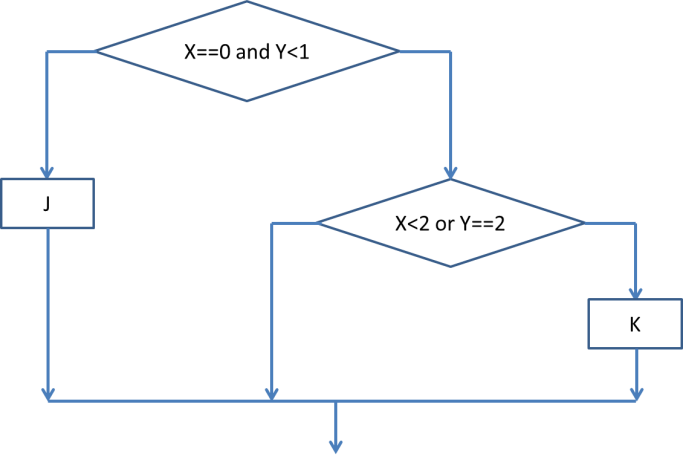 X==0 and Y<1
J
X<2 or Y==2
K